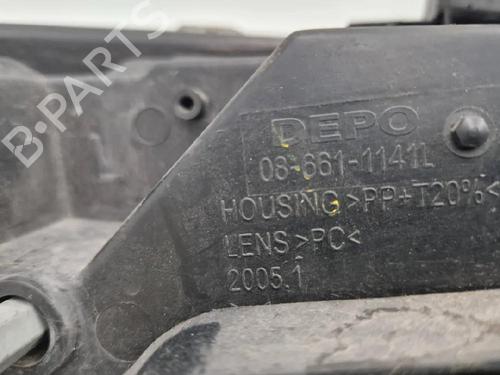 DEPO
08-661-1141L
HOUSING>PP+T20%<
LENS>PC<
2005.1
B-PARTS